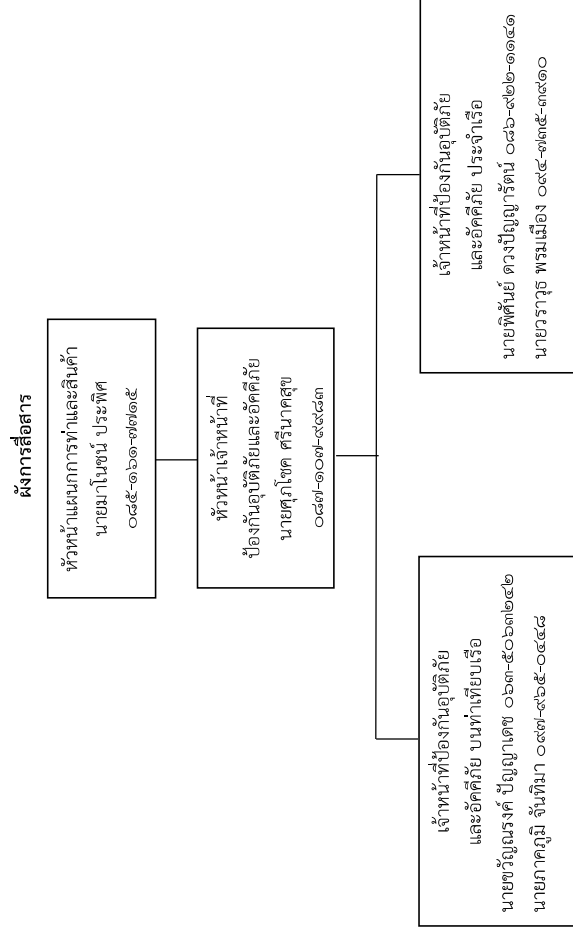 ผังการสื่อสาร
หัวหน้าแผนกการท่าและสินค้า
นายมาโนชน์ ประพิศ
๐๘๕-๑๖๑-๗๗๑๕
หัวหน้าเจ้าหน้าที่
ป้องกันอุบัติภัยและอัคคีภัย
นายศุภโชค ศรีนาคสุข
๐๘๗-๑๐๗-๙๙๘๓
เจ้าหน้าที่ป้องกันอุบัติภัย
และอัคคีภัย บนท่าเทียบเรือ
นายขวัญณรงค์ ปัญญาเดช ๐๖๓-๕๐๖๓๒๔๒
นายภาคภูมิ จันทิมา ๐๙๗-๙๖๕-๐๔๔๘
เจ้าหน้าที่ป้องกันอุบัติภัย
และอัคคีภัย ประจำเรือ
นายพิศันย์ ดวงปัญญารัตน์ ๐๘๖-๙๒๒-๑๑๔๑
นายวราวุธ พรมเมือง ๐๙๔-๗๓๕-๓๙๑๐